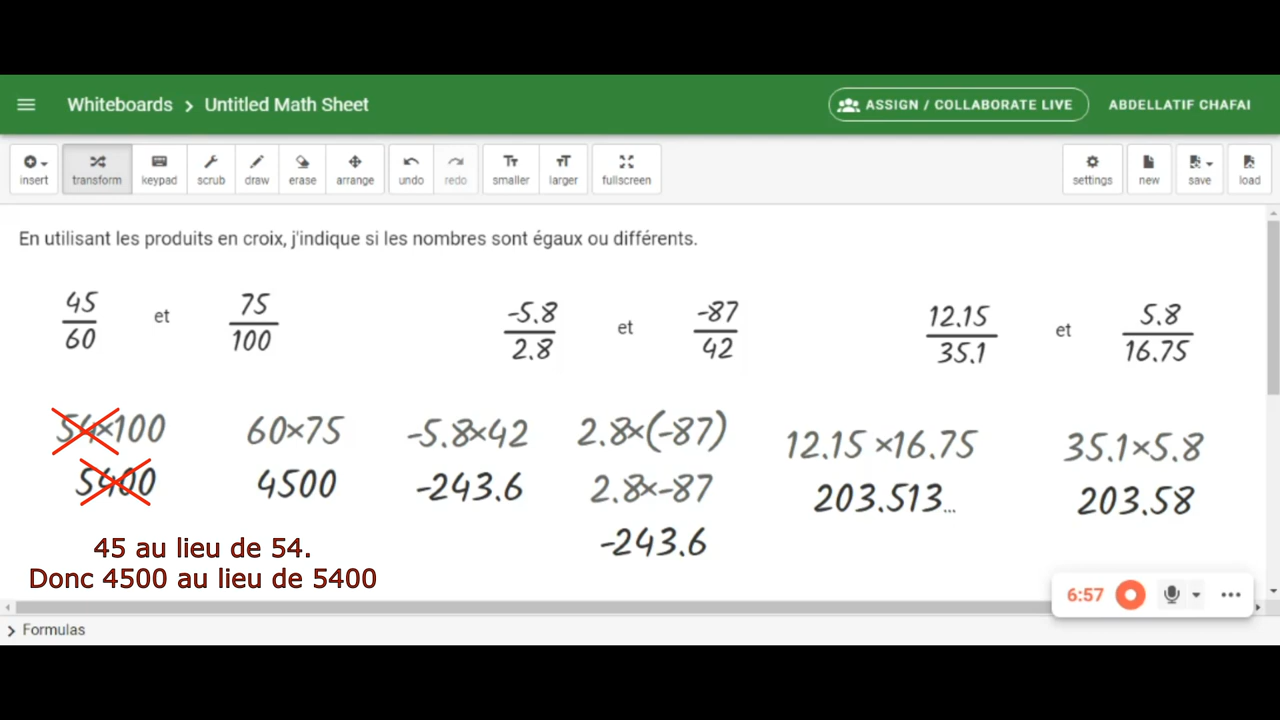 Whiteboards > Untitled Math Sheet
ASSIGN / COLLABORATE LIVE
ABDELLATIF CHAFAI
insert transform keypad scrub draw erase arrange undo redo smaller larger fullscreen settings new save load
En utilisant les produits en croix, j'indique si les nombres sont égaux ou différents.
45/60 et 75/100
-5.8/2.8 et -87/42
12.15/35.1 et 5.8/16.75
54×100 60×75 -5.8×42 2.8×(-87) 12.15×16.75 35.1×5.8
5400 4500 -243.6 2.8×-87 203.513... 203.58
-243.6
45 au lieu de 54.
Donc 4500 au lieu de 5400
6:57
Formulas